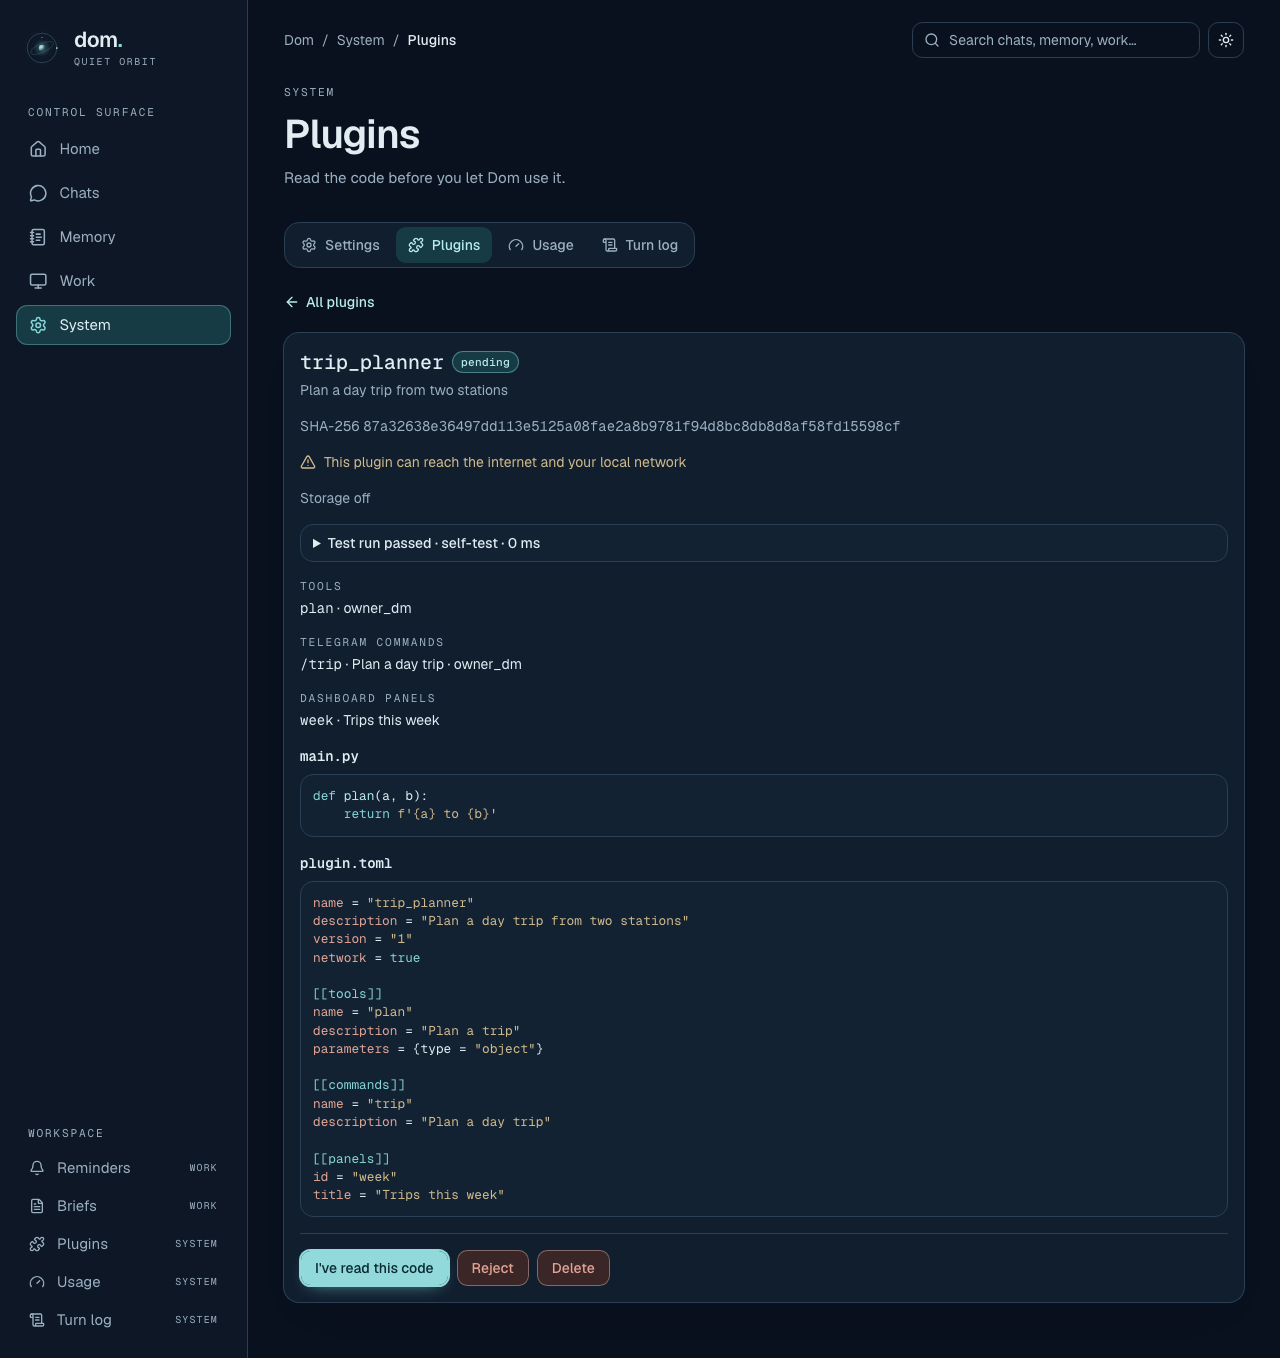 dom.
QUIET ORBIT
CONTROL SURFACE
Home
Chats
Memory
Work
System
WORKSPACE
Reminders WORK
Briefs WORK
Plugins SYSTEM
Usage SYSTEM
Turn log SYSTEM
Dom / System / Plugins
Search chats, memory, work…
SYSTEM
Plugins
Read the code before you let Dom use it.
Settings Plugins Usage Turn log
All plugins
trip_planner pending
Plan a day trip from two stations
SHA-256 87a32638e36497dd113e5125a08fae2a8b9781f94d8bc8db8d8af58fd15598cf
This plugin can reach the internet and your local network
Storage off
Test run passed · self-test · 0 ms
TOOLS
plan · owner_dm
TELEGRAM COMMANDS
/trip · Plan a day trip · owner_dm
DASHBOARD PANELS
week · Trips this week
main.py
def plan(a, b):
    return f'{a} to {b}'
plugin.toml
name = "trip_planner"
description = "Plan a day trip from two stations"
version = "1"
network = true
[[tools]]
name = "plan"
description = "Plan a trip"
parameters = {type = "object"}
[[commands]]
name = "trip"
description = "Plan a day trip"
[[panels]]
id = "week"
title = "Trips this week"
I've read this code Reject Delete